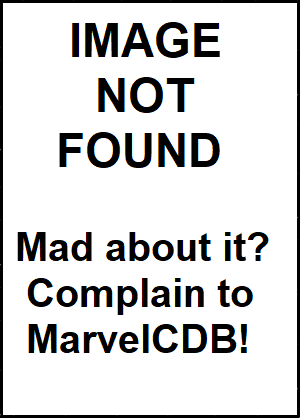 IMAGE
NOT
FOUND
Mad about it?
Complain to
MarvelCDB!